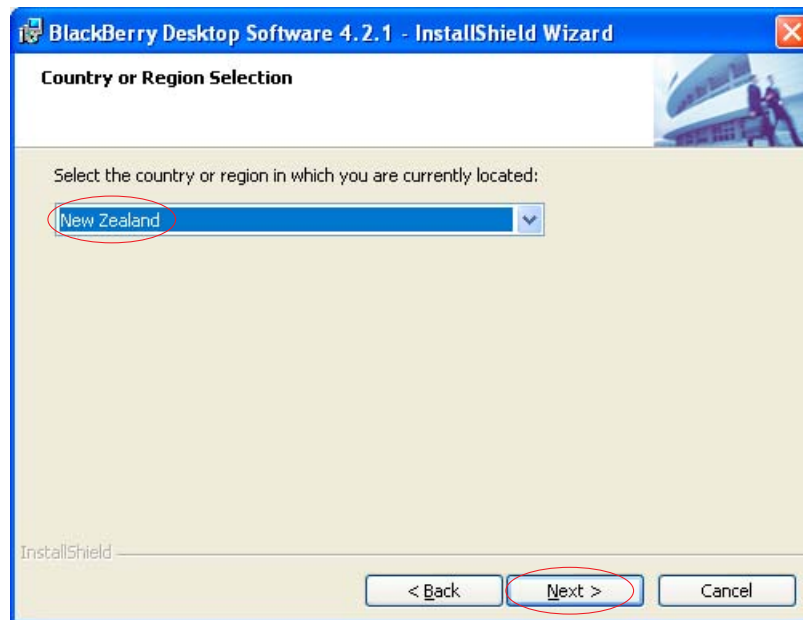 BlackBerry Desktop Software 4.2.1 - InstallShield Wizard
Country or Region Selection
Select the country or region in which you are currently located:
New Zealand
InstallShield
< Back Next > Cancel